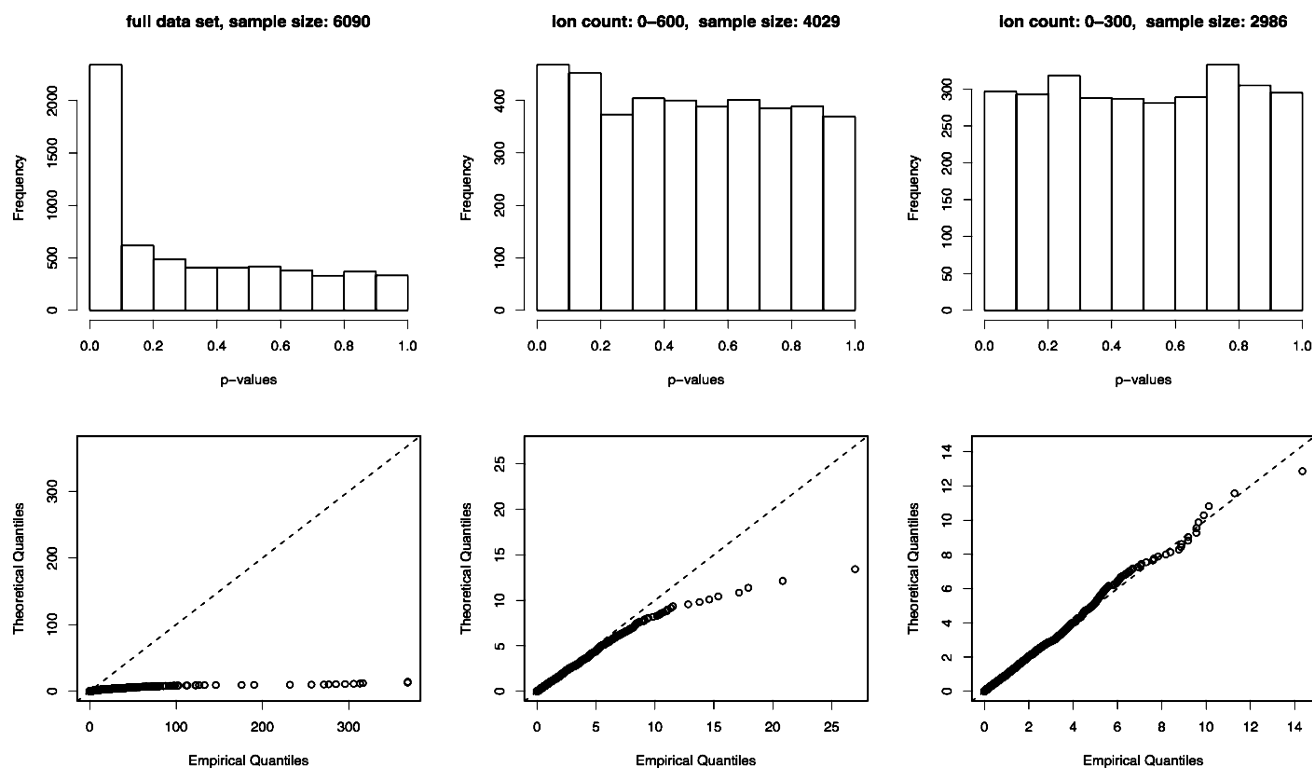 full data set, sample size: 6090
ion count: 0–600, sample size: 4029
ion count: 0–300, sample size: 2986
Frequency
0
500
1000
1500
2000
0.0 0.2 0.4 0.6 0.8 1.0
p−values
Frequency
0
100
200
300
400
0.0 0.2 0.4 0.6 0.8 1.0
p−values
Frequency
0
50
100
150
200
250
300
0.0 0.2 0.4 0.6 0.8 1.0
p−values
Theoretical Quantiles
0
100
200
300
0 100 200 300
Empirical Quantiles
Theoretical Quantiles
0
5
10
15
20
25
0 5 10 15 20 25
Empirical Quantiles
Theoretical Quantiles
0
2
4
6
8
10
12
14
0 2 4 6 8 10 12 14
Empirical Quantiles